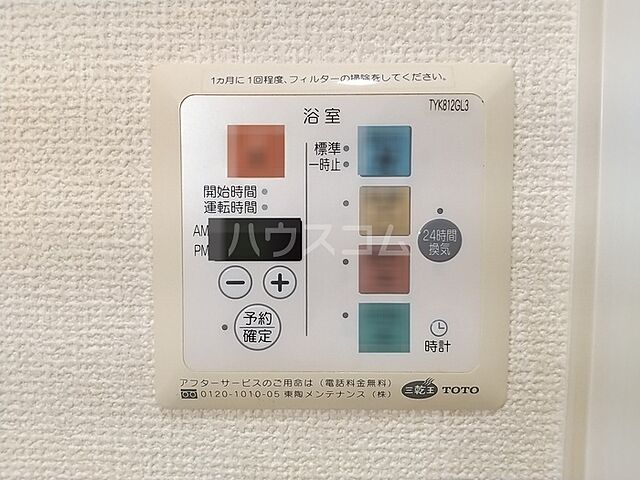 1ヵ月に1回程度、フィルターの掃除をしてください。
TYK812GL3
浴室
標準
一時止
開始時間
運転時間
AM
PM
ハウスコム
24時間
換気
予約
確定
時計
アフターサービスのご用命は（電話料金無料）
0120-1010-05 東陶メンテナンス（株）
三乾王 TOTO